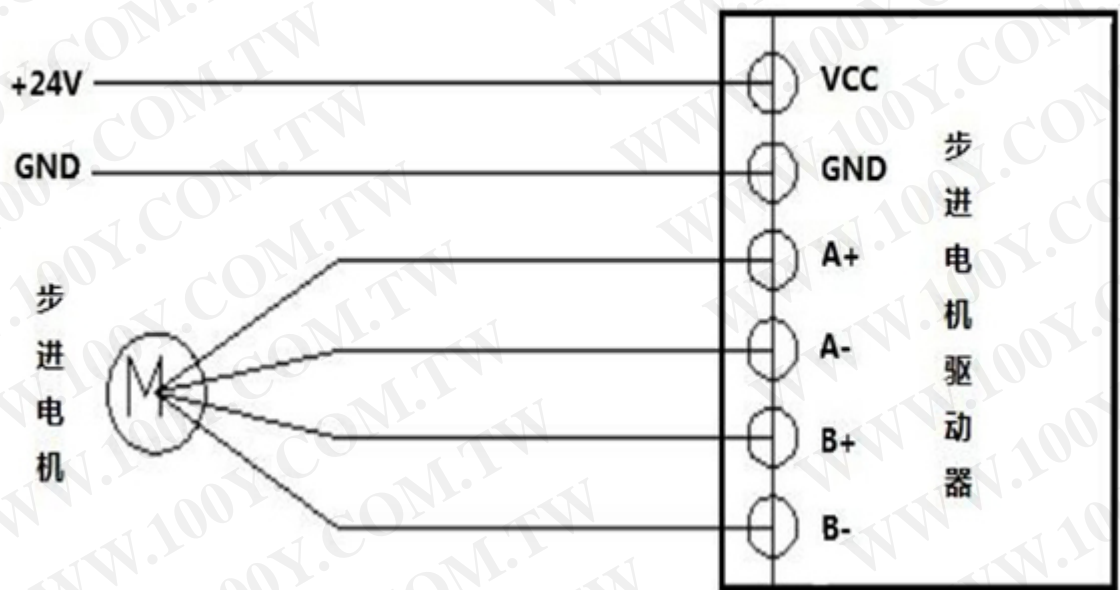 +24V
VCC
GND
GND
A+
A-
B+
B-
步进电机
步进电机驱动器
WWW.100Y.COM.TW